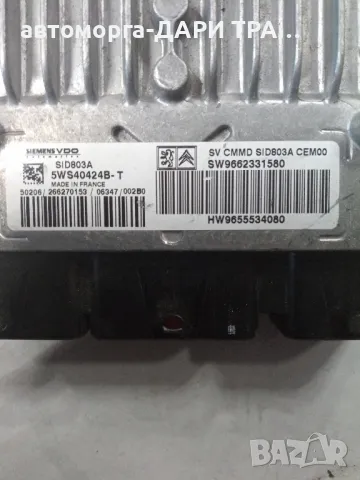 автоморга-ДАРИ ТРА...
SIEMENS VDO
SID803A
5WS40424B-T
MADE IN FRANCE
50206/266270153 /06347/002B0
SV CMMD SID803A CEM00
SW9662331580
HW9655534080
bazar